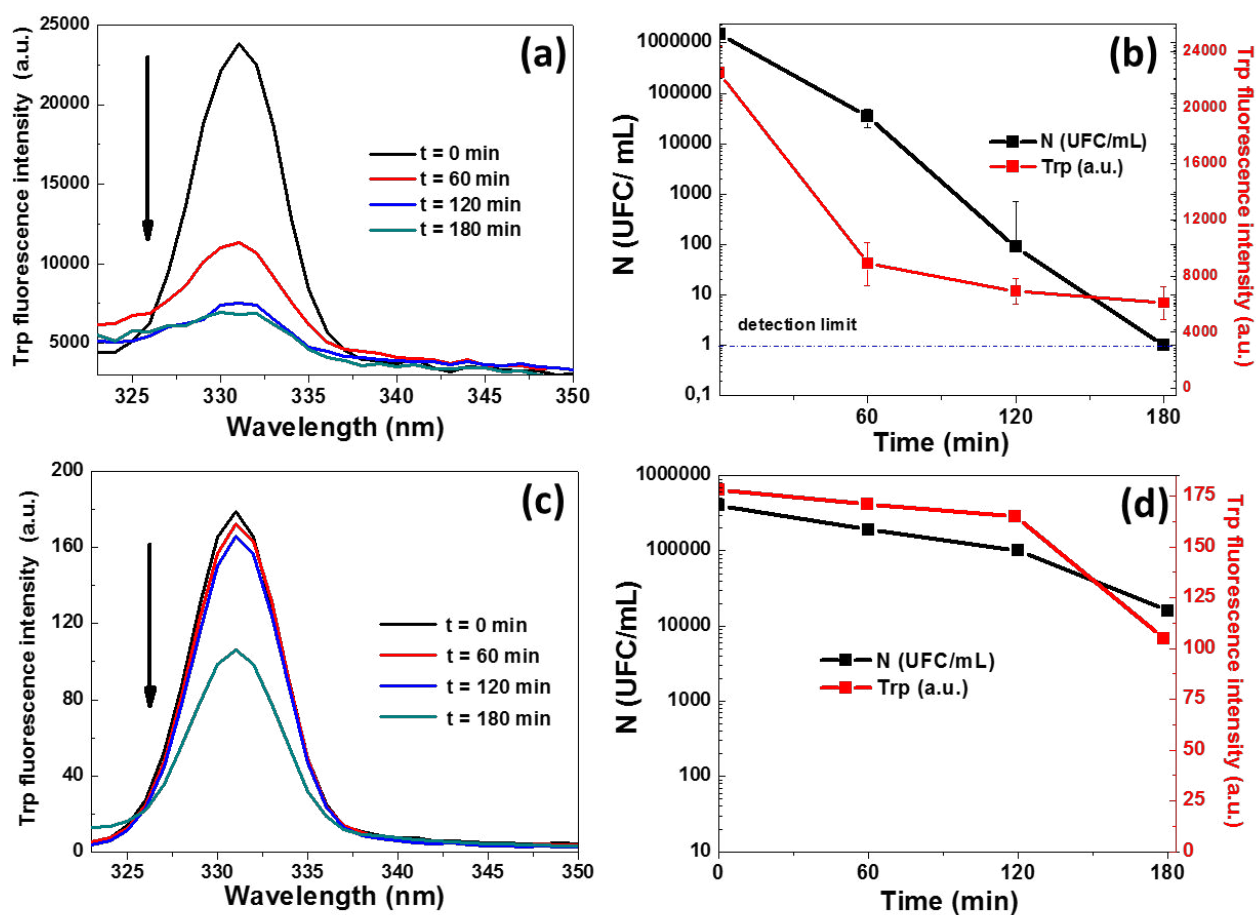 (a)
Trp fluorescence intensity (a.u.)
25000
20000
15000
10000
5000
t = 0 min
t = 60 min
t = 120 min
t = 180 min
325 330 335 340 345 350
Wavelength (nm)
(b)
N (UFC/ mL)
1000000
100000
10000
1000
100
10
1
0,1
N (UFC/mL)
Trp (a.u.)
detection limit
60 120 180
Time (min)
24000
20000
16000
12000
8000
4000
0
Trp fluorescence intensity (a.u.)
(c)
Trp fluorescence intensity (a.u.)
200
160
120
80
40
0
t = 0 min
t = 60 min
t = 120 min
t = 180 min
325 330 335 340 345 350
Wavelength (nm)
(d)
N (UFC/mL)
1000000
100000
10000
1000
100
10
N (UFC/mL)
Trp (a.u.)
0 60 120 180
Time (min)
175
150
125
100
75
50
25
0
Trp fluorescence intensity (a.u.)